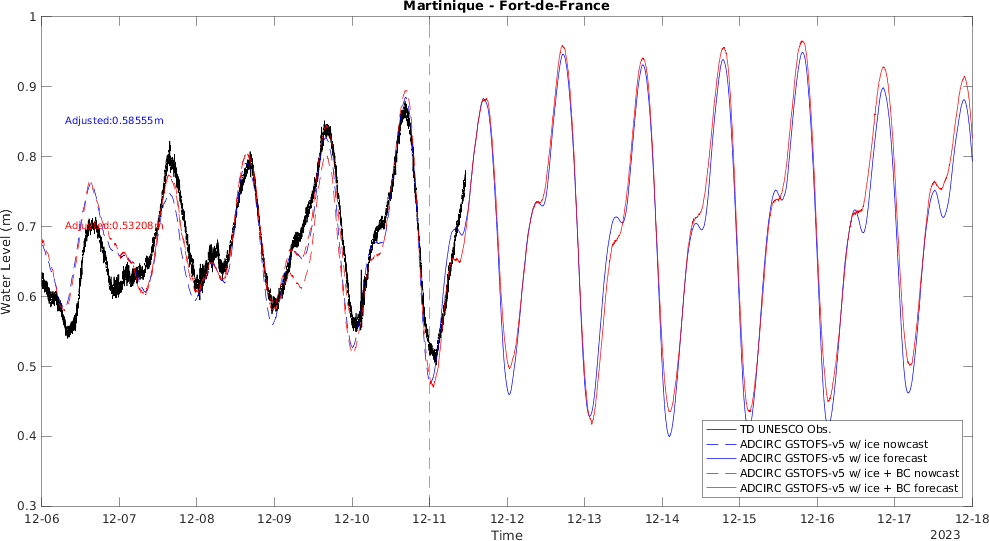 Martinique - Fort-de-France
1
0.9
0.8
0.7
0.6
0.5
0.4
0.3
Water Level (m)
Adjusted:0.58555m
Adjusted:0.53208m
TD UNESCO Obs.
ADCIRC GSTOFS-v5 w/ ice nowcast
ADCIRC GSTOFS-v5 w/ ice forecast
ADCIRC GSTOFS-v5 w/ ice + BC nowcast
ADCIRC GSTOFS-v5 w/ ice + BC forecast
12-06 12-07 12-08 12-09 12-10 12-11 12-12 12-13 12-14 12-15 12-16 12-17 12-18
Time
2023